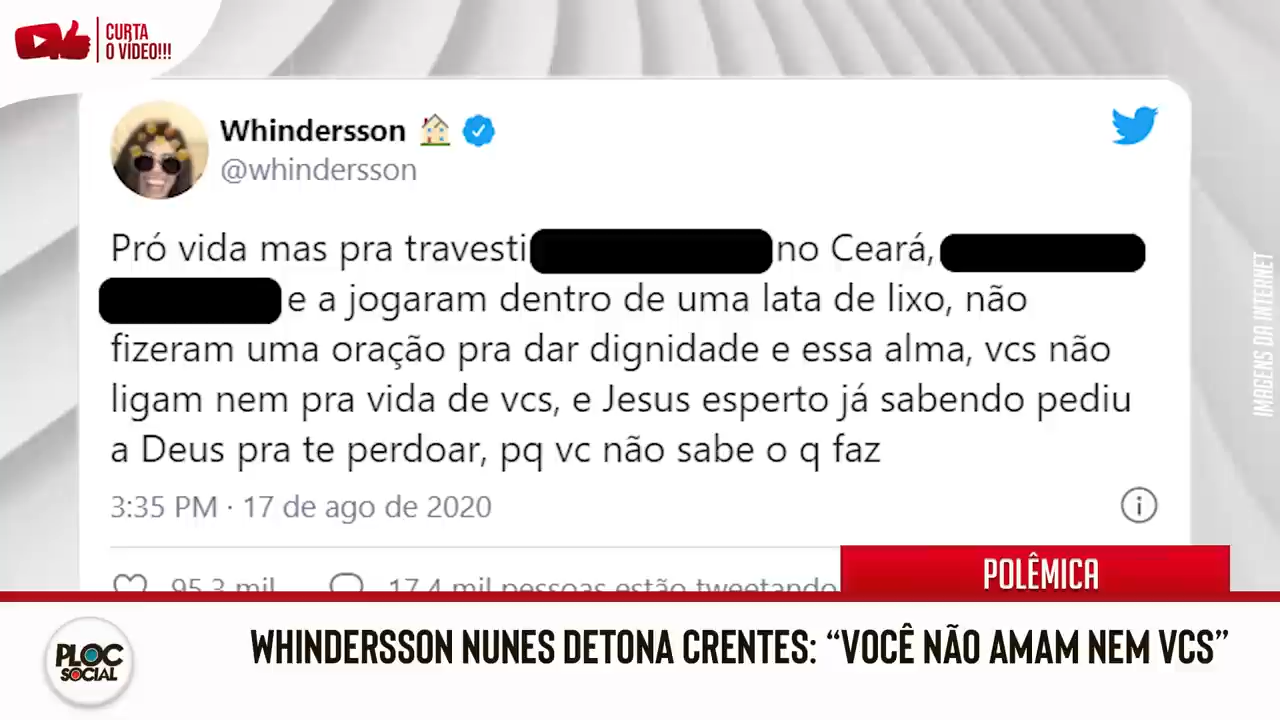 CURTA
O VÍDEO!!!
Whindersson
@whindersson
Pró vida mas pra travesti no Ceará,
e a jogaram dentro de uma lata de lixo, não
fizeram uma oração pra dar dignidade e essa alma, vcs não
ligam nem pra vida de vcs, e Jesus esperto já sabendo pediu
a Deus pra te perdoar, pq vc não sabe o q faz
3:35 PM · 17 de ago de 2020
95,3 mil 17,4 mil pessoas estão tweetando
IMAGENS DA INTERNET
POLÊMICA
WHINDERSSON NUNES DETONA CRENTES: “VOCÊ NÃO AMAM NEM VCS”
PLOC
SOCIAL